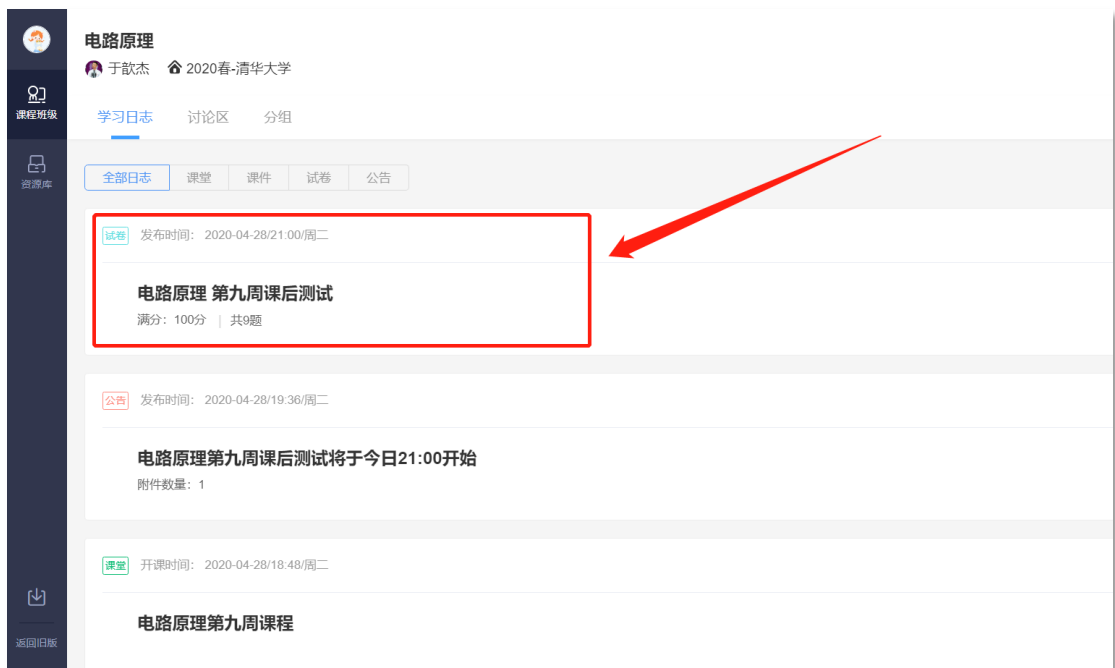 电路原理
于歆杰 2020春-清华大学
课程班级
学习日志 讨论区 分组
资源库
全部日志 课堂 课件 试卷 公告
试卷 发布时间: 2020-04-28/21:00/周二
电路原理 第九周课后测试
满分: 100分 | 共9题
公告 发布时间: 2020-04-28/19:36/周二
电路原理第九周课后测试将于今日21:00开始
附件数量: 1
课堂 开课时间: 2020-04-28/18:48/周二
电路原理第九周课程
返回旧版